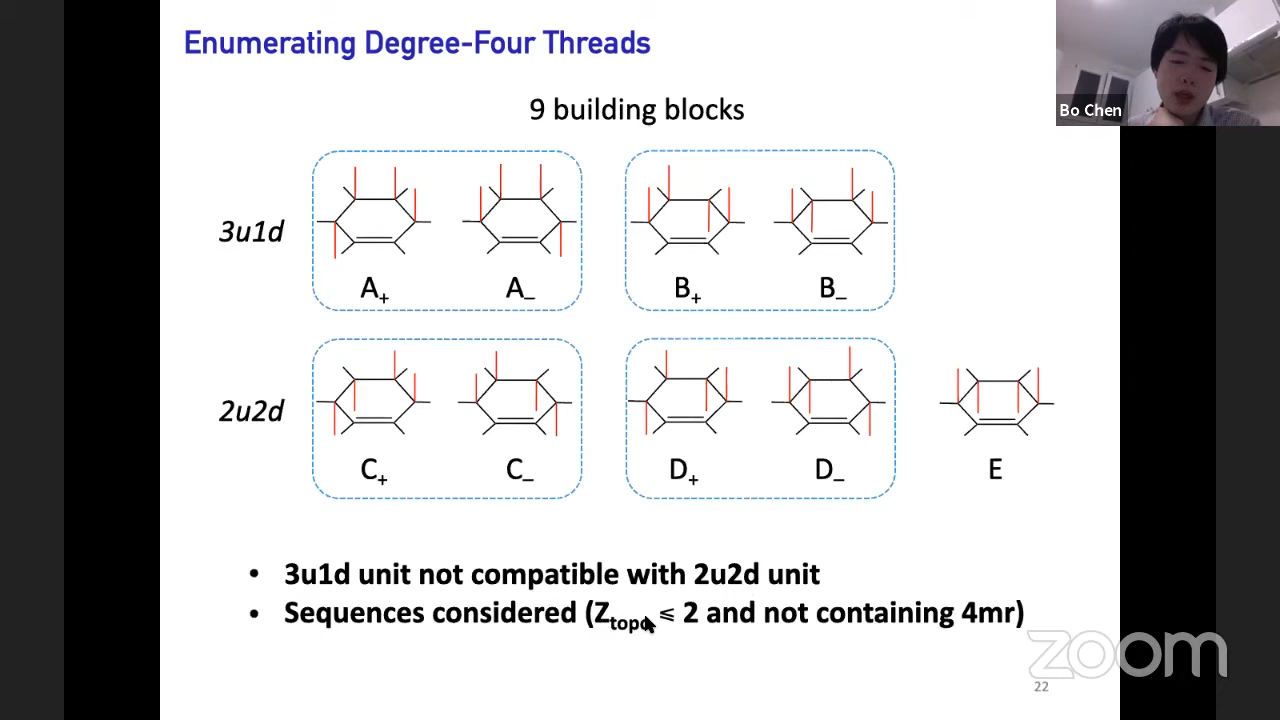 Enumerating Degree-Four Threads
Bo Chen
9 building blocks
3u1d
A₊
A₋
B₊
B₋
2u2d
C₊
C₋
D₊
D₋
E
• 3u1d unit not compatible with 2u2d unit
• Sequences considered (Z_topo ⩽ 2 and not containing 4mr)
zoom
22